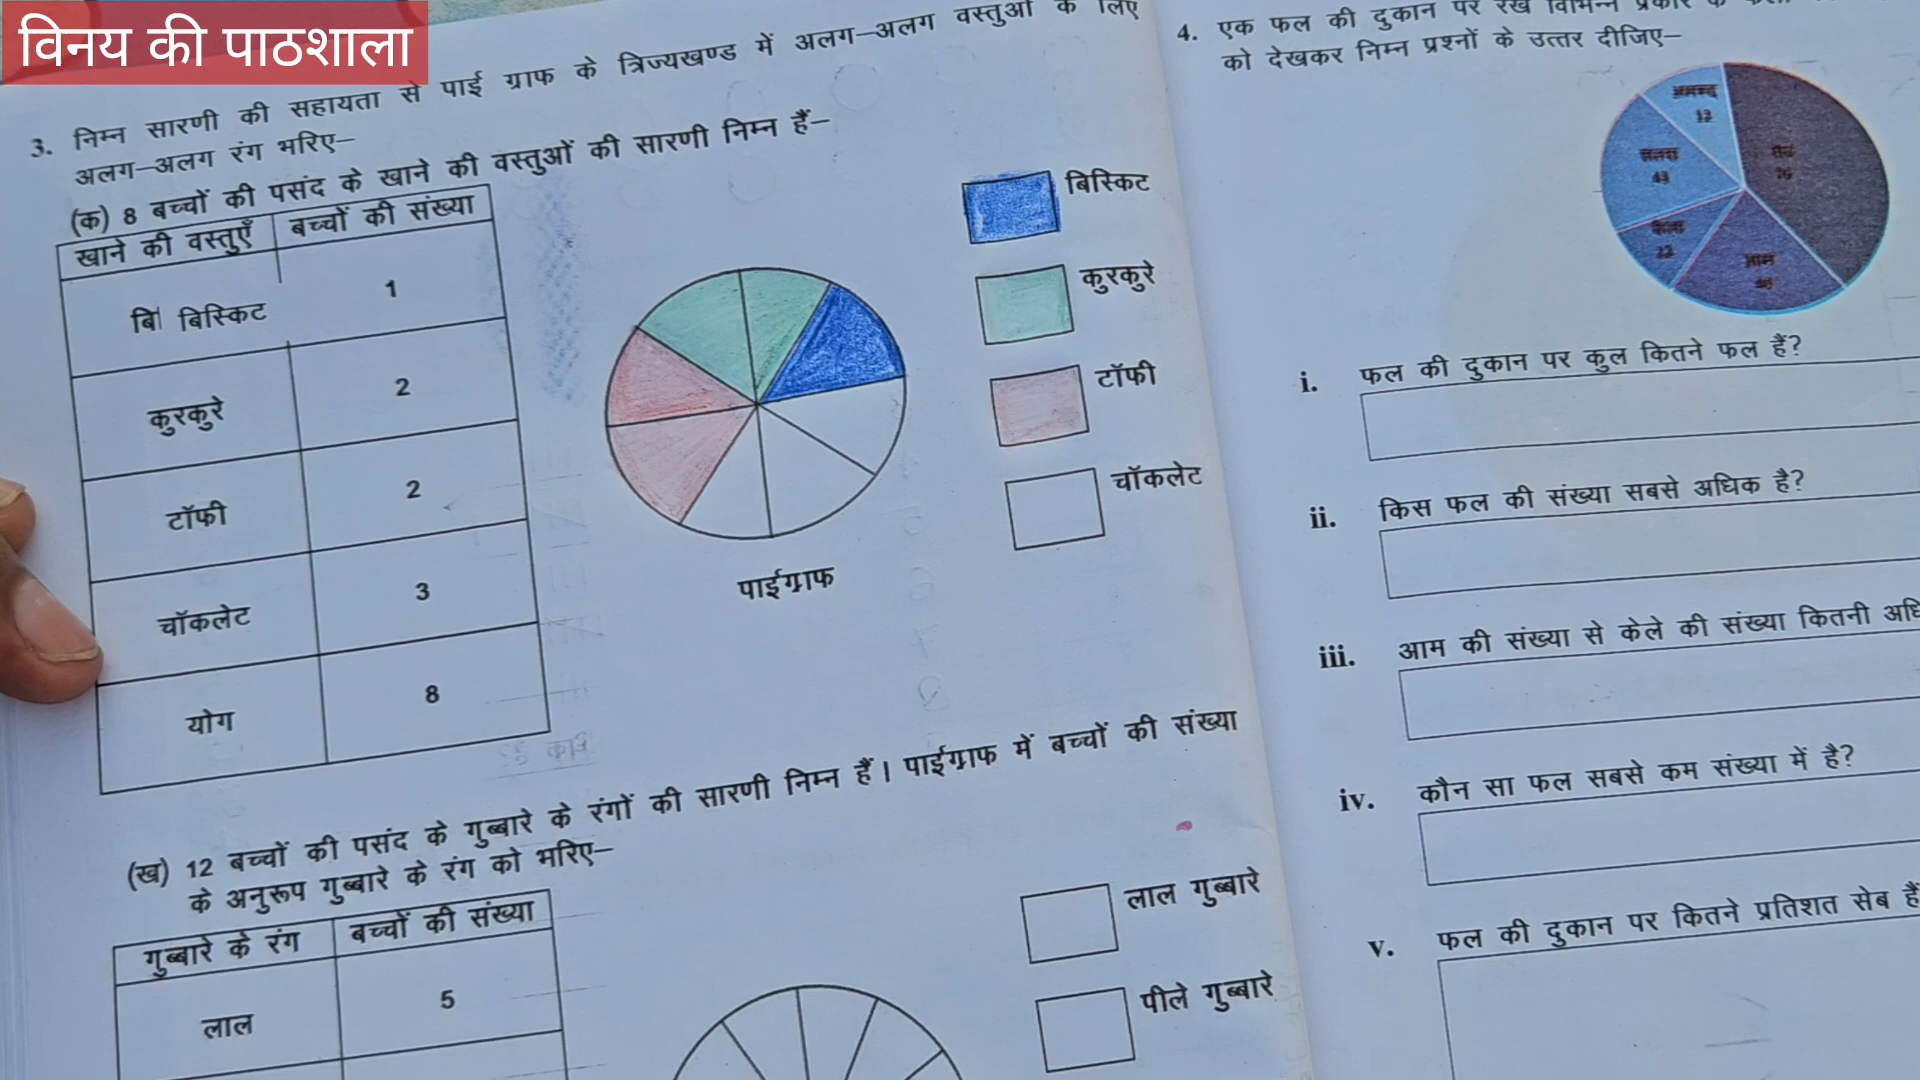 विनय की पाठशाला
3. निम्न सारणी की सहायता से पाई ग्राफ के त्रिज्यखण्ड में अलग–अलग वस्तुओं के लिए
अलग–अलग रंग भरिए–
(क) 8 बच्चों की पसंद के खाने की वस्तुओं की सारणी निम्न हैं–
खाने की वस्तुएँ बच्चों की संख्या
बि बिस्किट 1
कुरकुरे 2
टॉफी 2
चॉकलेट 3
योग 8
बिस्किट
कुरकुरे
टॉफी
चॉकलेट
पाईग्राफ
(ख) 12 बच्चों की पसंद के गुब्बारे के रंगों की सारणी निम्न हैं। पाईग्राफ में बच्चों की संख्या
के अनुरूप गुब्बारे के रंग को भरिए–
गुब्बारे के रंग बच्चों की संख्या
लाल 5
लाल गुब्बारे
पीले गुब्बारे
4. एक फल की दुकान पर रखे विभिन्न प्रकार के
को देखकर निम्न प्रश्नों के उत्तर दीजिए–
अमरूद
12
केला
आम
i. फल की दुकान पर कुल कितने फल हैं?
ii. किस फल की संख्या सबसे अधिक है?
iii. आम की संख्या से केले की संख्या कितनी
iv. कौन सा फल सबसे कम संख्या में है?
v. फल की दुकान पर कितने प्रतिशत सेब हैं